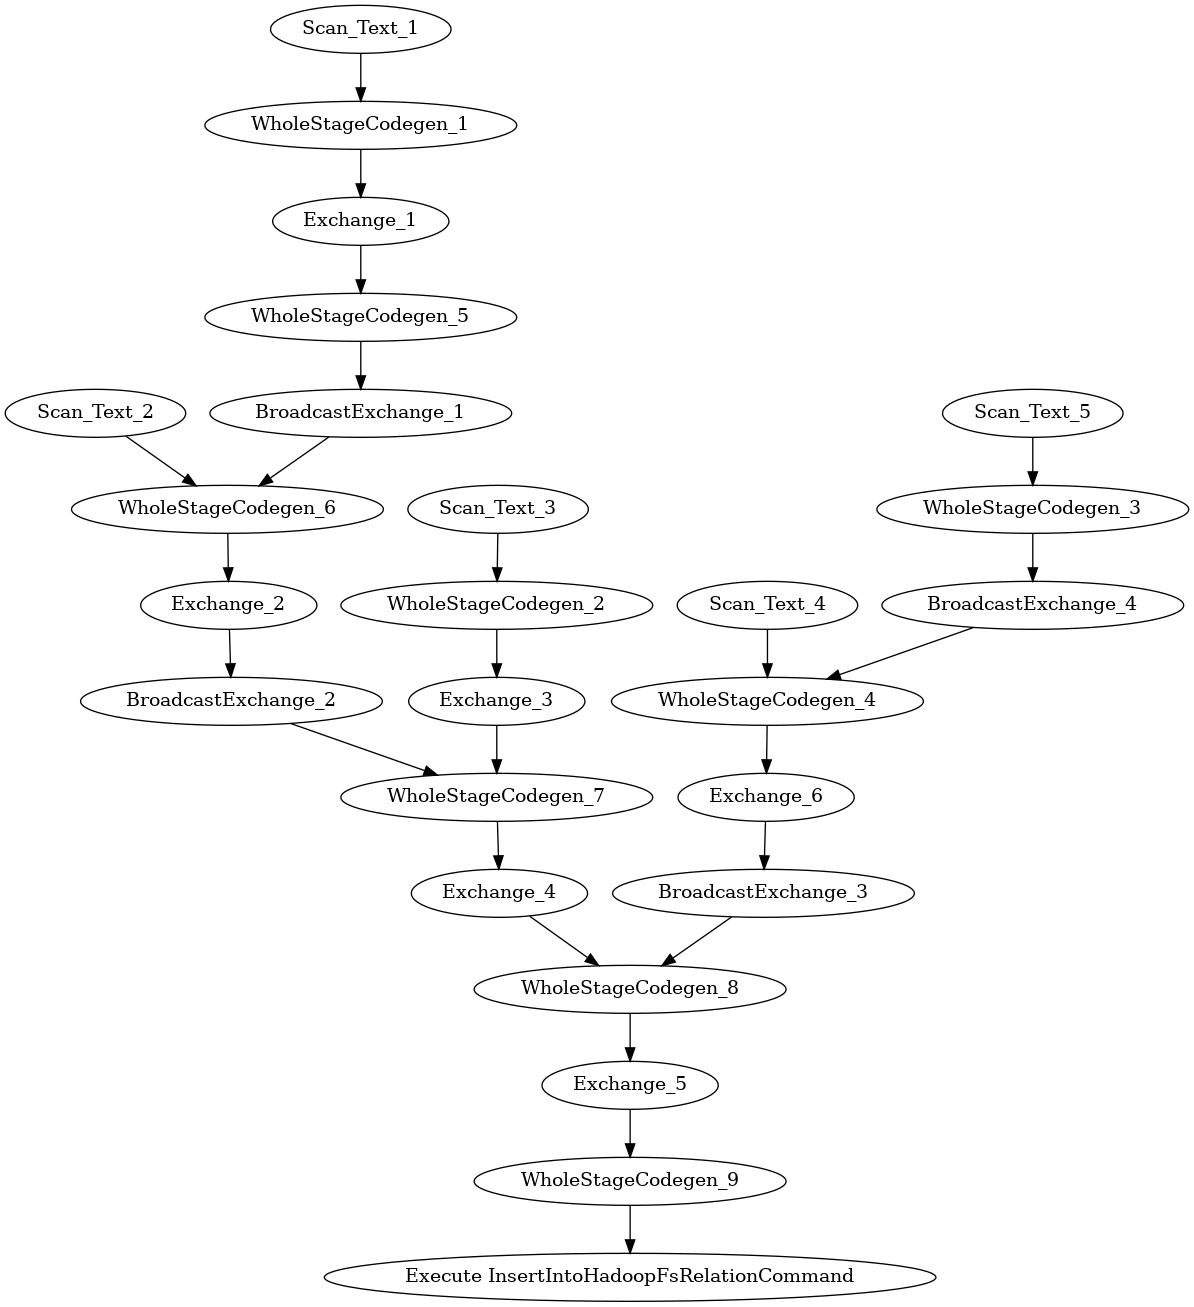 Scan_Text_1
WholeStageCodegen_1
Exchange_1
WholeStageCodegen_5
Scan_Text_2
BroadcastExchange_1
Scan_Text_5
WholeStageCodegen_6
Scan_Text_3
WholeStageCodegen_3
Exchange_2
WholeStageCodegen_2
Scan_Text_4
BroadcastExchange_4
BroadcastExchange_2
Exchange_3
WholeStageCodegen_4
WholeStageCodegen_7
Exchange_6
Exchange_4
BroadcastExchange_3
WholeStageCodegen_8
Exchange_5
WholeStageCodegen_9
Execute InsertIntoHadoopFsRelationCommand